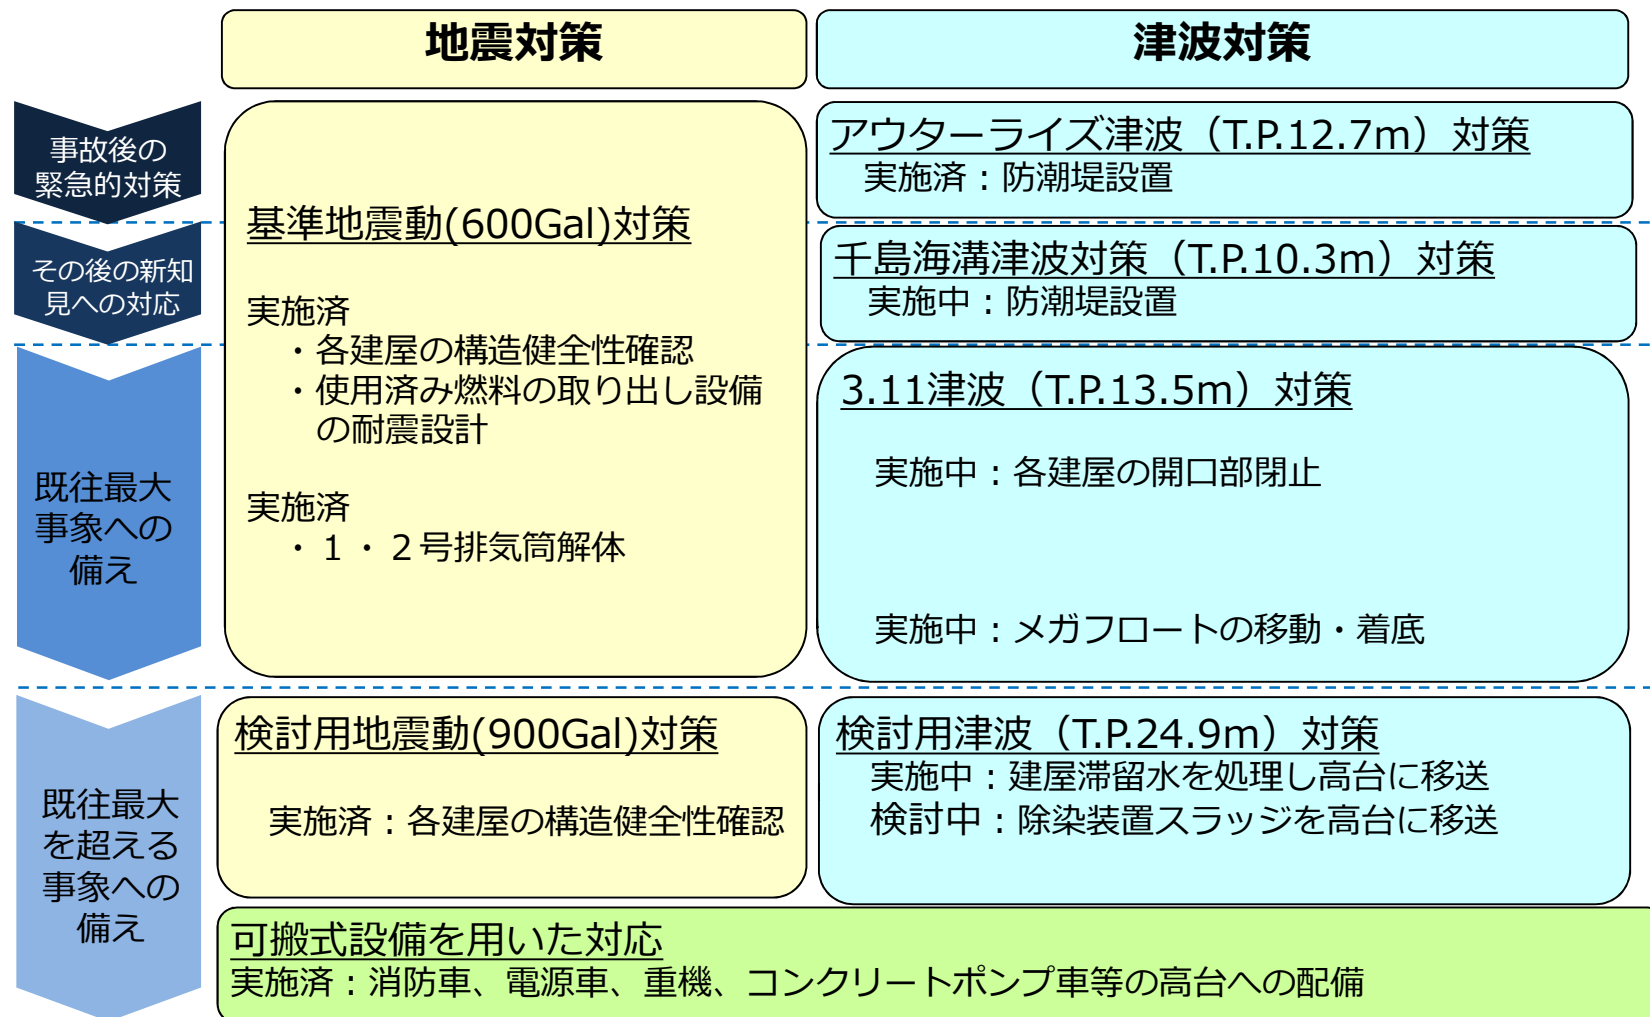 地震対策
津波対策
事故後の
緊急的対策
アウターライズ津波（T.P.12.7m）対策
実施済：防潮堤設置
その後の新知
見への対応
千島海溝津波対策（T.P.10.3m）対策
実施中：防潮堤設置
基準地震動(600Gal)対策
実施済
・各建屋の構造健全性確認
・使用済み燃料の取り出し設備
の耐震設計
実施済
・１・２号排気筒解体
既往最大
事象への
備え
3.11津波（T.P.13.5m）対策
実施中：各建屋の開口部閉止
実施中：メガフロートの移動・着底
既往最大
を超える
事象への
備え
検討用地震動(900Gal)対策
実施済：各建屋の構造健全性確認
検討用津波（T.P.24.9m）対策
実施中：建屋滞留水を処理し高台に移送
検討中：除染装置スラッジを高台に移送
可搬式設備を用いた対応
実施済：消防車、電源車、重機、コンクリートポンプ車等の高台への配備